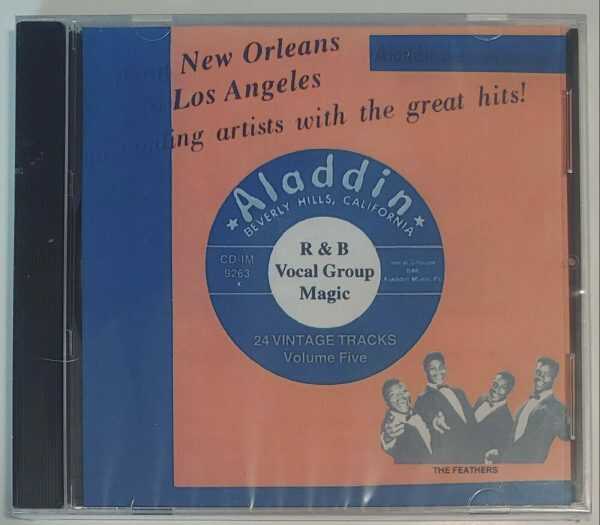 New Orleans
Los Angeles
artists with the great hits!
Aladdin
BEVERLY HILLS, CALIFORNIA
CD-IM
9263
R & B
Vocal Group
Magic
24 VINTAGE TRACKS
Volume Five
THE FEATHERS